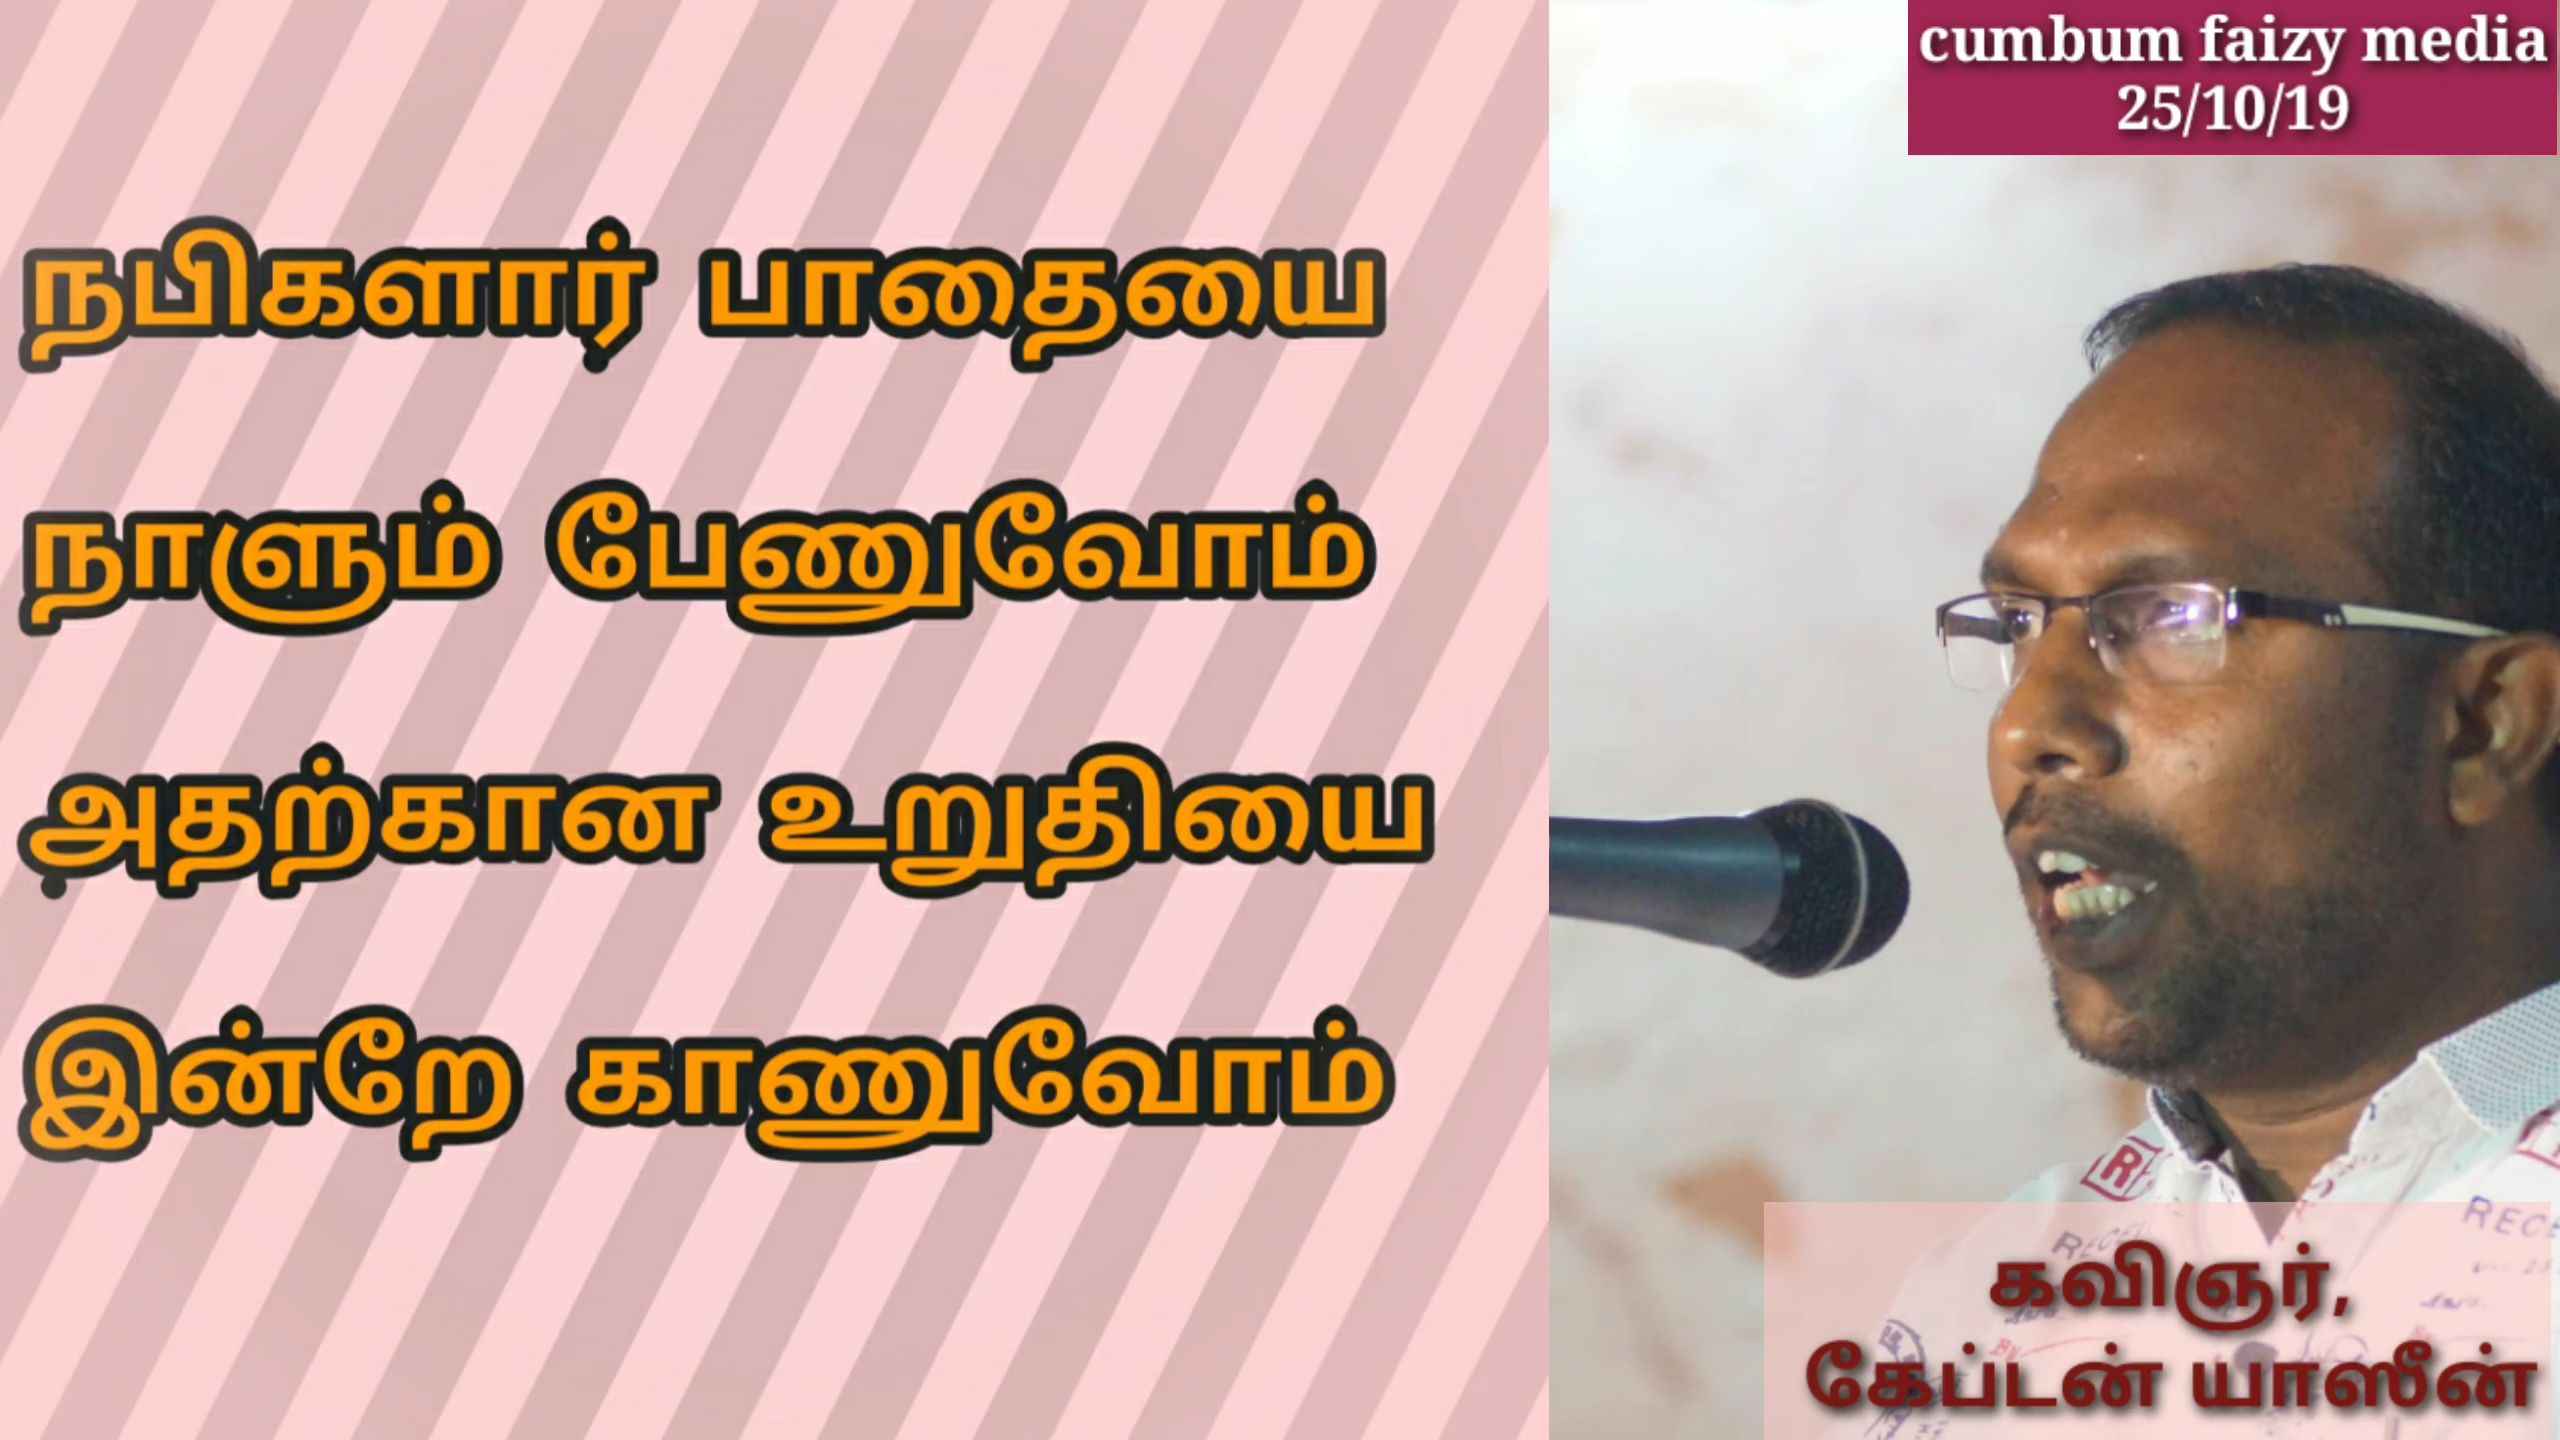 cumbum faizy media
25/10/19
நபிகளார் பாதையை
நாளும் பேணுவோம்
அதற்கான உறுதியை
இன்றே காணுவோம்
கவிஞர்,
கேப்டன் யாஸீன்